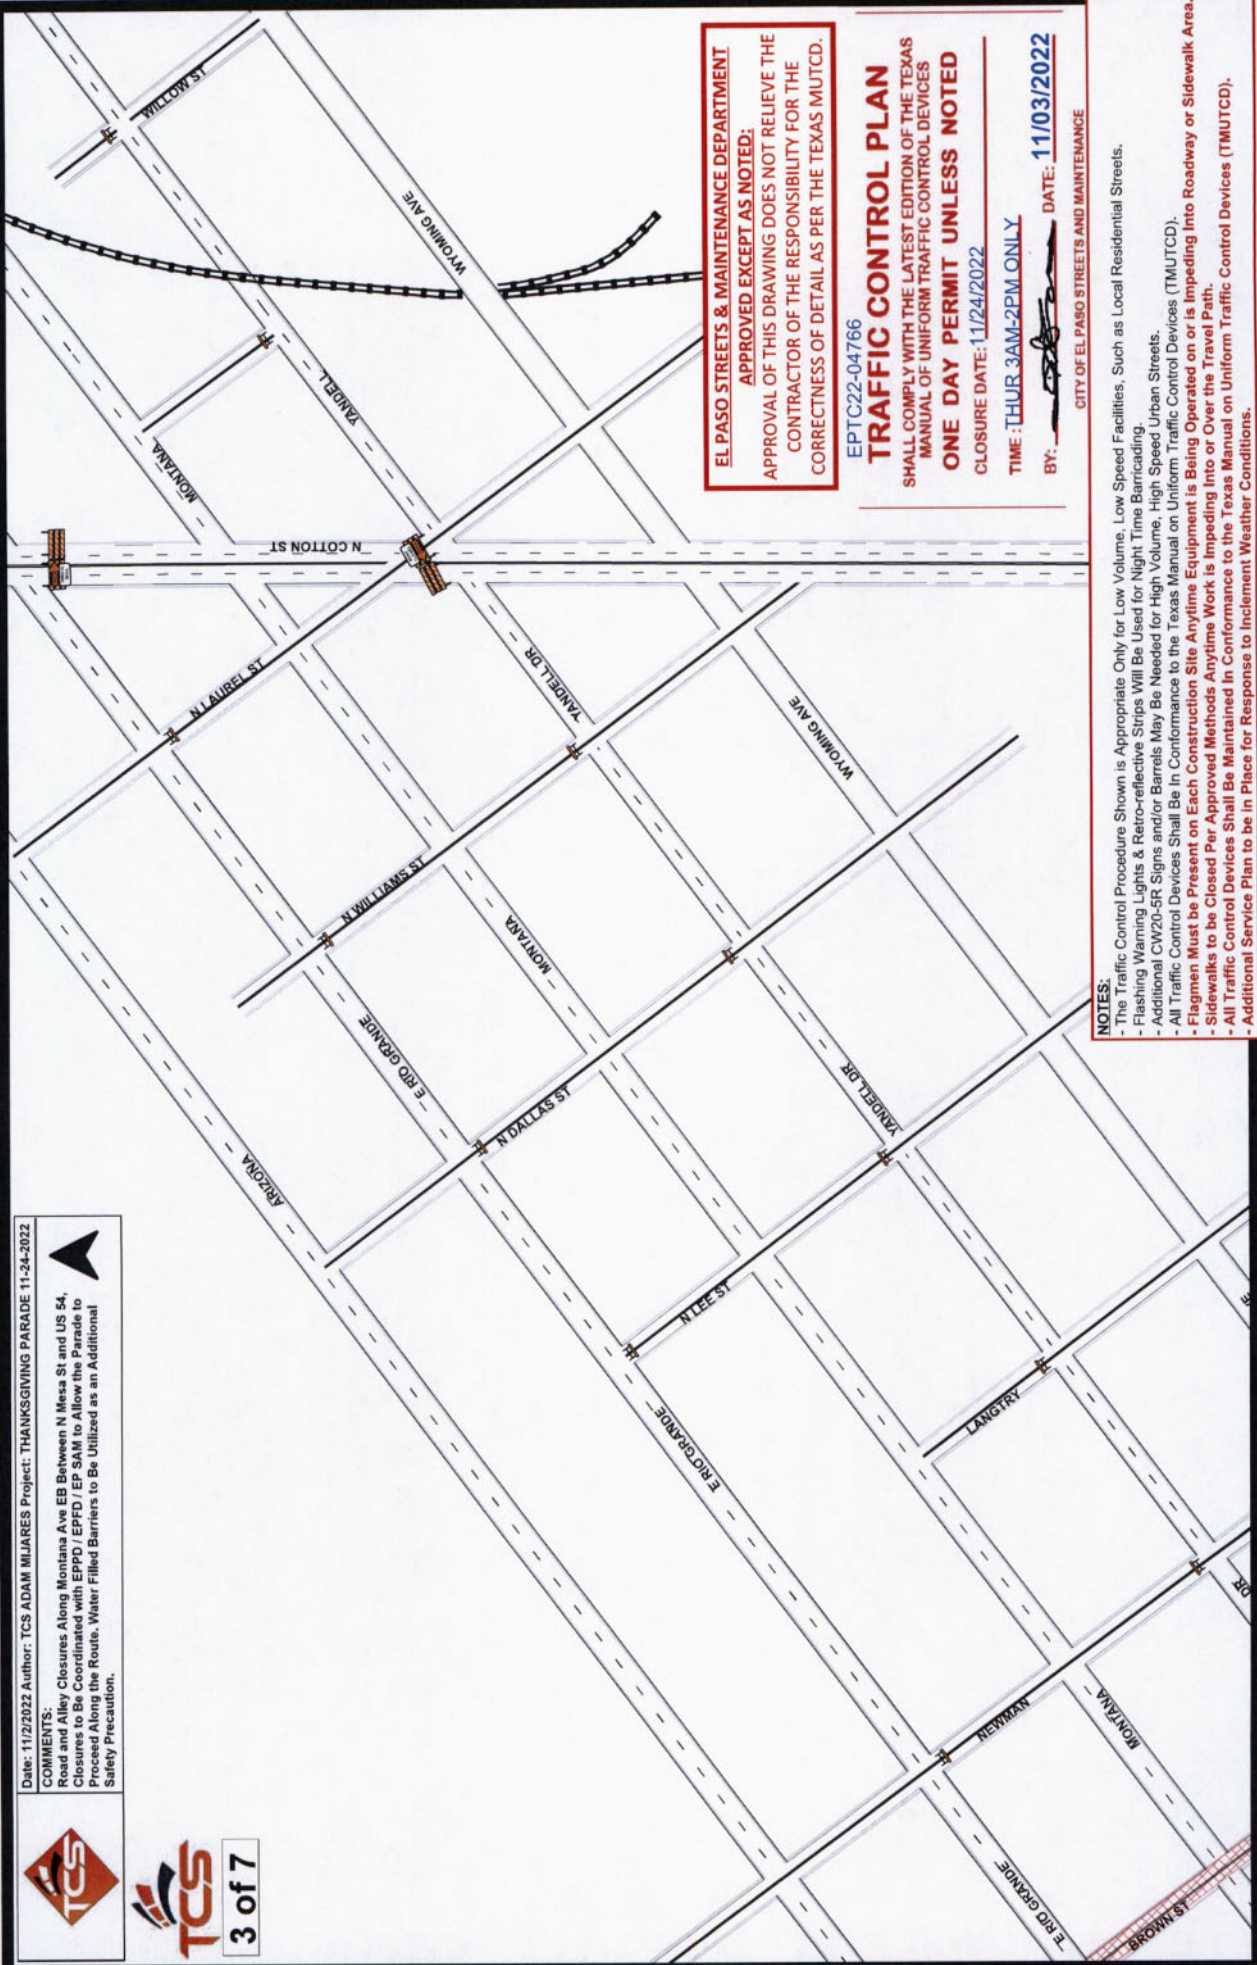 Date: 11/2/2022 Author: TCS ADAM MIJARES Project: THANKSGIVING PARADE 11-24-2022
COMMENTS:
Road and Alley Closures Along Montana Ave EB Between N Mesa St and US 54,
Closures to Be Coordinated with EPPD / EPFD / EP SAM to Allow the Parade to
Proceed Along the Route. Water Filled Barriers to Be Utilized as an Additional
Safety Precaution.
TCS
TCS
3 of 7
WILLOW ST
WYOMING AVE
YANDELL
MONTANA
N COTTON ST
N LAUREL ST
YANDELL DR
WYOMING AVE
N WILLIAMS ST
MONTANA
E RIO GRANDE
N DALLAS ST
YANDELL DR
YANDELL DR
ARIZONA
N LEE ST
E RIO GRANDE
LANGTRY
DR
NEWMAN
MONTANA
E RIO GRANDE
BROWN ST
EL PASO STREETS & MAINTENANCE DEPARTMENT
APPROVED EXCEPT AS NOTED:
APPROVAL OF THIS DRAWING DOES NOT RELIEVE THE
CONTRACTOR OF THE RESPONSIBILITY FOR THE
CORRECTNESS OF DETAIL AS PER THE TEXAS MUTCD.
EPTC22-04766
TRAFFIC CONTROL PLAN
SHALL COMPLY WITH THE LATEST EDITION OF THE TEXAS
MANUAL OF UNIFORM TRAFFIC CONTROL DEVICES
ONE DAY PERMIT UNLESS NOTED
CLOSURE DATE: 11/24/2022
TIME : THUR 3AM-2PM ONLY
BY: DATE: 11/03/2022
CITY OF EL PASO STREETS AND MAINTENANCE
NOTES:
- The Traffic Control Procedure Shown is Appropriate Only for Low Volume, Low Speed Facilities, Such as Local Residential Streets.
- Flashing Warning Lights & Retro-reflective Strips Will Be Used for Night Time Barricading.
- Additional CW20-5R Signs and/or Barrels May Be Needed for High Volume, High Speed Urban Streets.
- All Traffic Control Devices Shall Be In Conformance to the Texas Manual on Uniform Traffic Control Devices (TMUTCD).
- Flagmen Must be Present on Each Construction Site Anytime Equipment is Being Operated on or is Impeding Into Roadway or Sidewalk Area.
- Sidewalks to be Closed Per Approved Methods Anytime Work is Impeding Into or Over the Travel Path.
- All Traffic Control Devices Shall Be Maintained In Conformance to the Texas Manual on Uniform Traffic Control Devices (TMUTCD).
- Additional Service Plan to be in Place for Response to Inclement Weather Conditions.